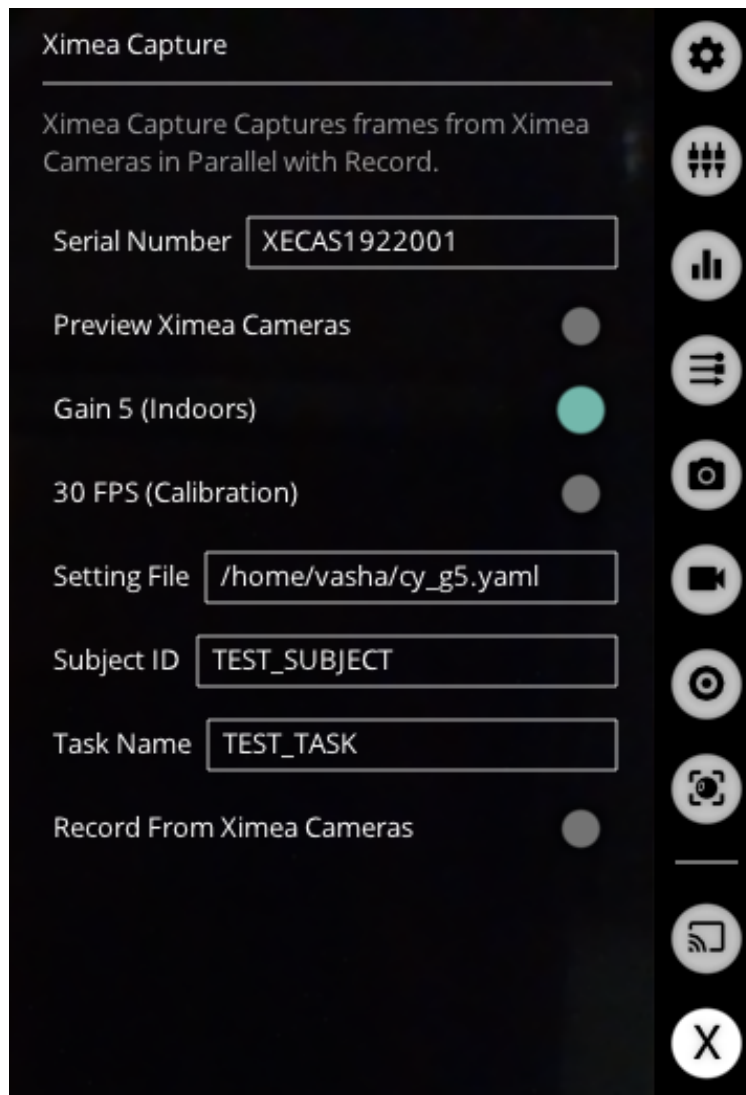 Ximea Capture
Ximea Capture Captures frames from Ximea
Cameras in Parallel with Record.
Serial Number XECAS1922001
Preview Ximea Cameras
Gain 5 (Indoors)
30 FPS (Calibration)
Setting File /home/vasha/cy_g5.yaml
Subject ID TEST_SUBJECT
Task Name TEST_TASK
Record From Ximea Cameras
X